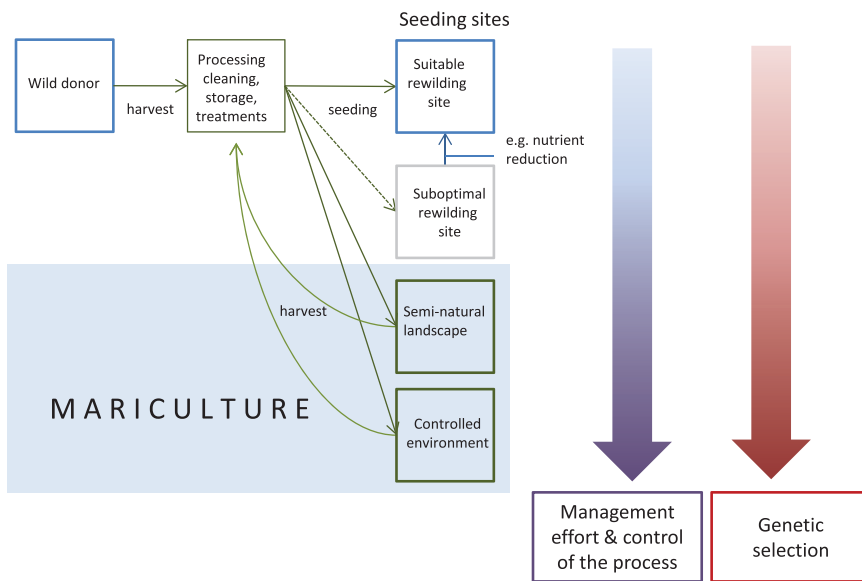 Seeding sites
Wild donor
harvest
Processing
cleaning,
storage,
treatments
seeding
Suitable
rewilding
site
e.g. nutrient
reduction
Suboptimal
rewilding
site
harvest
Semi-natural
landscape
MARICULTURE
Controlled
environment
Management
effort & control
of the process
Genetic
selection